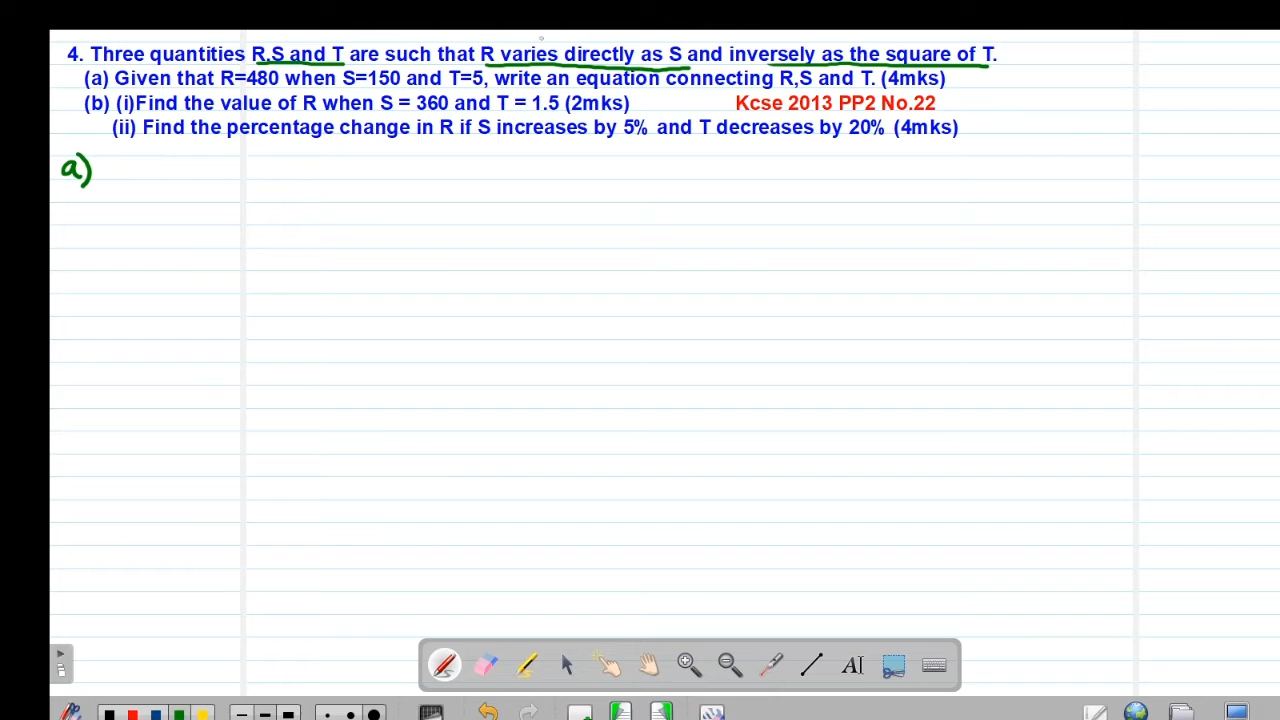 4. Three quantities R,S and T are such that R varies directly as S and inversely as the square of T.
(a) Given that R=480 when S=150 and T=5, write an equation connecting R,S and T. (4mks)
(b) (i)Find the value of R when S = 360 and T = 1.5 (2mks) Kcse 2013 PP2 No.22
(ii) Find the percentage change in R if S increases by 5% and T decreases by 20% (4mks)
a)